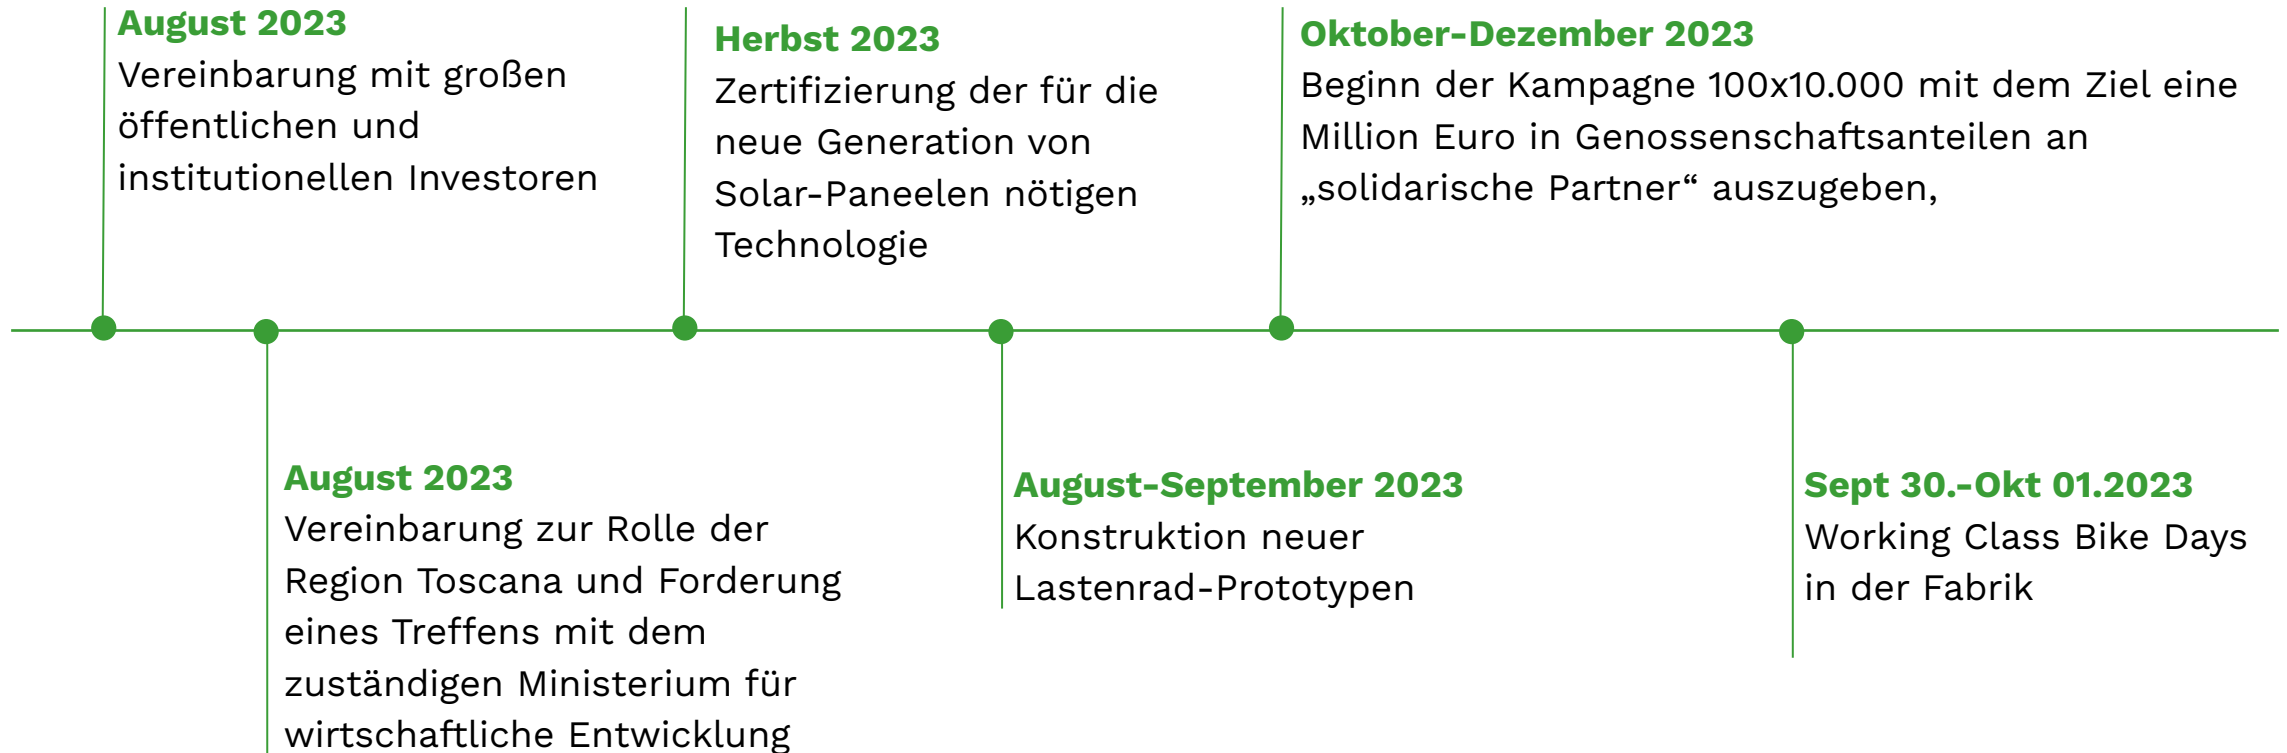 August 2023
Vereinbarung mit großen
öffentlichen und
institutionellen Investoren
Herbst 2023
Zertifizierung der für die
neue Generation von
Solar-Paneelen nötigen
Technologie
Oktober-Dezember 2023
Beginn der Kampagne 100x10.000 mit dem Ziel eine
Million Euro in Genossenschaftsanteilen an
„solidarische Partner“ auszugeben,
August 2023
Vereinbarung zur Rolle der
Region Toscana und Forderung
eines Treffens mit dem
zuständigen Ministerium für
wirtschaftliche Entwicklung
August-September 2023
Konstruktion neuer
Lastenrad-Prototypen
Sept 30.-Okt 01.2023
Working Class Bike Days
in der Fabrik